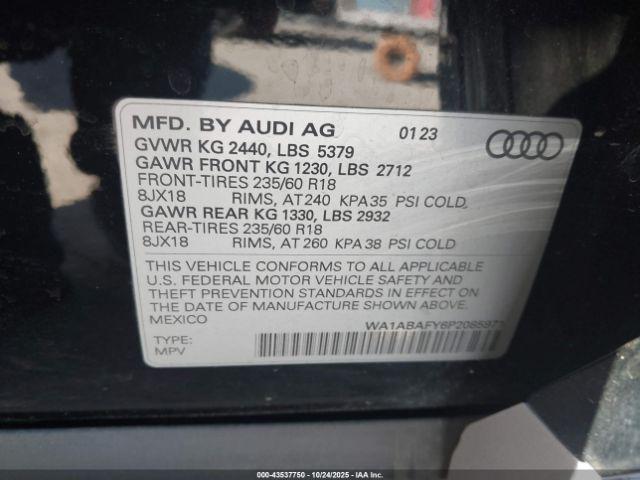 MFD. BY AUDI AG 01 23
GVWR KG 2440, LBS 5379
GAWR FRONT KG 1230, LBS 2712
FRONT-TIRES 235/60 R18
8JX18 RIMS, AT 240 KPA 35 PSI COLD,
GAWR REAR KG 1330, LBS 2932
REAR-TIRES 235/60 R18
8JX18 RIMS, AT 260 KPA 38 PSI COLD
THIS VEHICLE CONFORMS TO ALL APPLICABLE
U.S. FEDERAL MOTOR VEHICLE SAFETY AND
THEFT PREVENTION STANDARDS IN EFFECT ON
THE DATE OF MANUFACTURE SHOWN ABOVE.
MEXICO
TYPE:
MPV
000-43537750 - 10/24/2025 - IAA Inc.